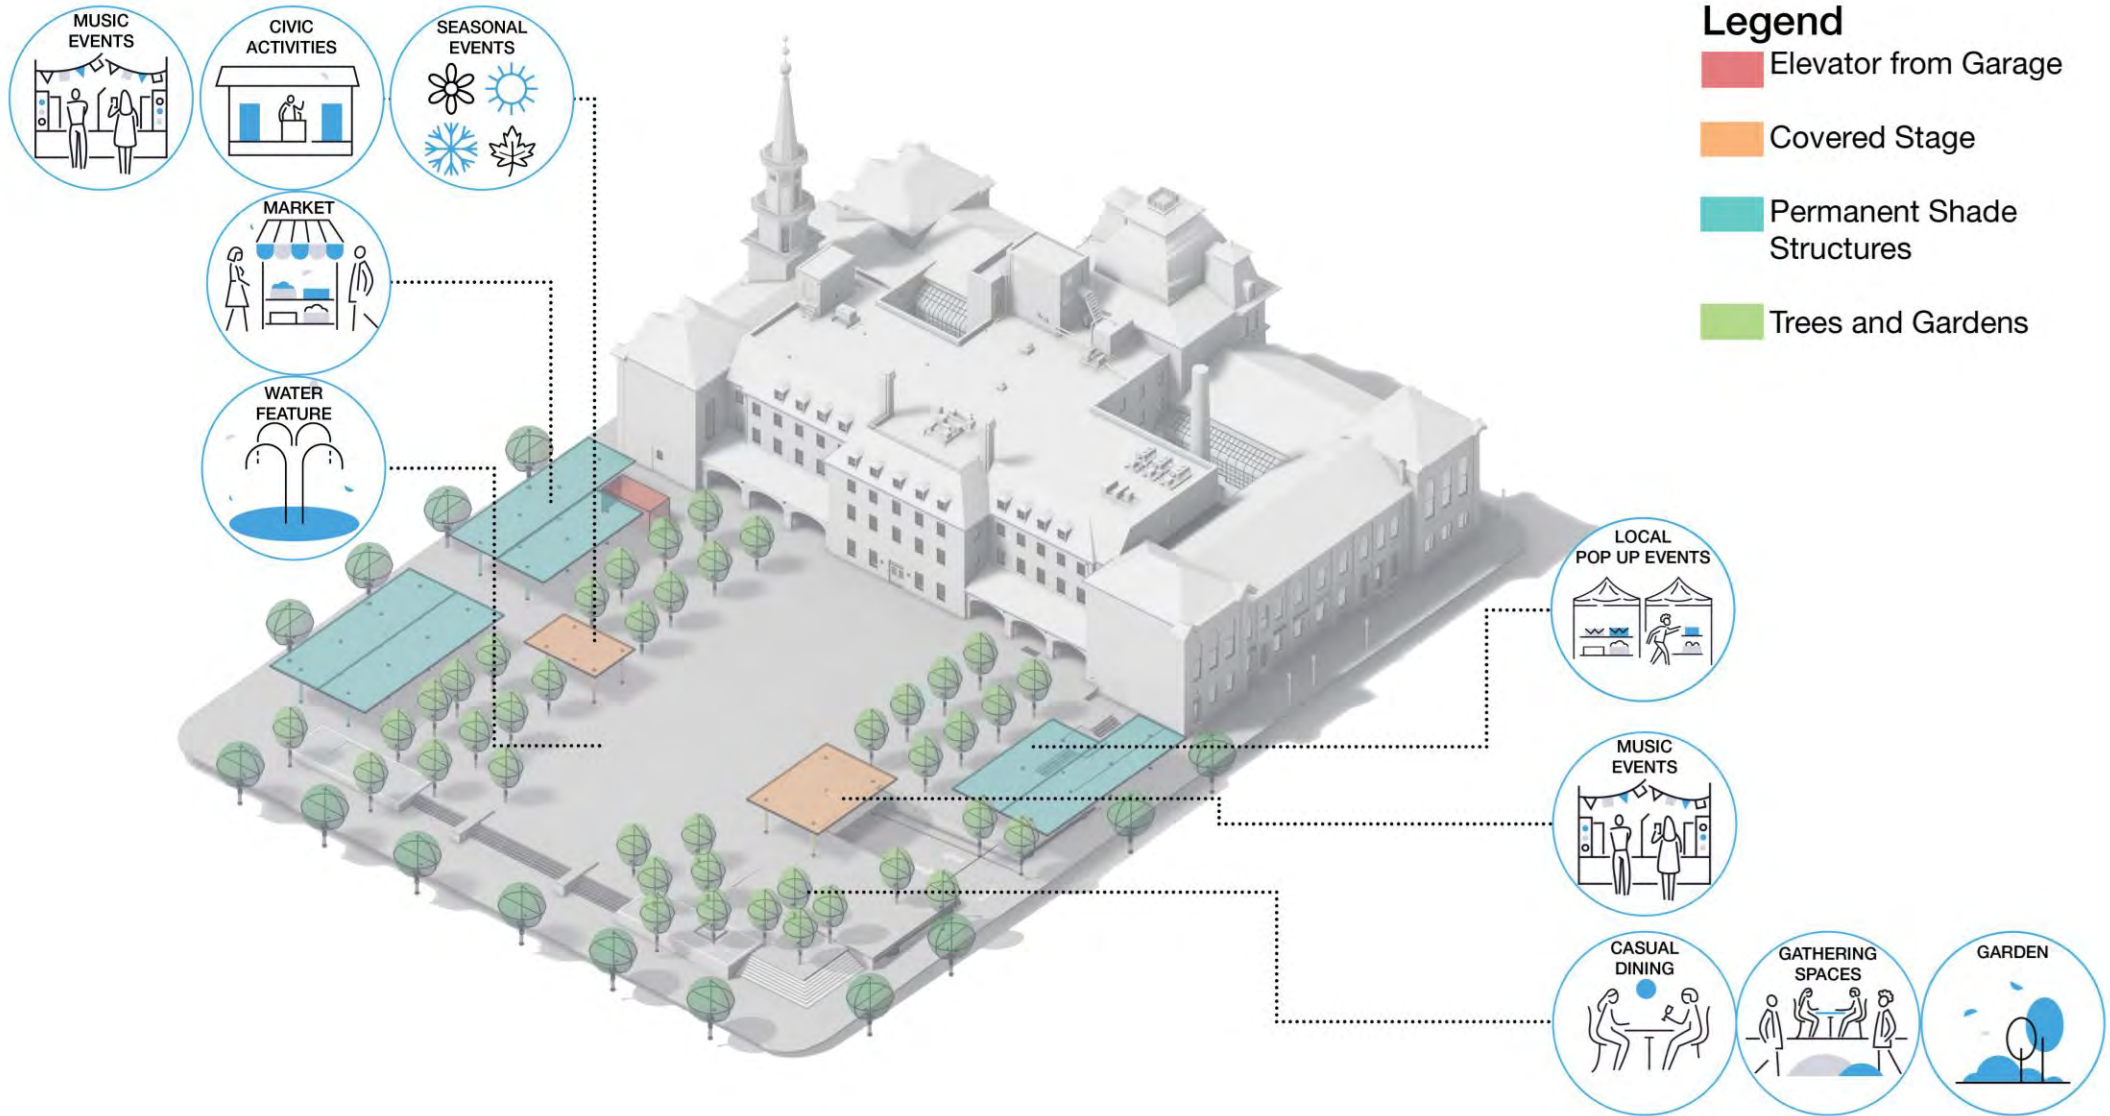 MUSIC
EVENTS
CIVIC
ACTIVITIES
SEASONAL
EVENTS
MARKET
WATER
FEATURE
Legend
Elevator from Garage
Covered Stage
Permanent Shade
Structures
Trees and Gardens
LOCAL
POP UP EVENTS
MUSIC
EVENTS
CASUAL
DINING
GATHERING
SPACES
GARDEN